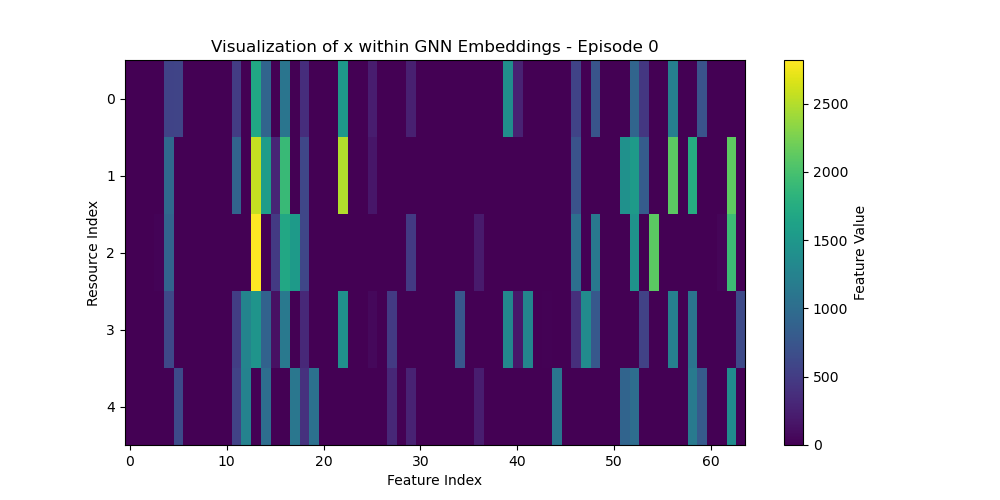 Visualization of x within GNN Embeddings - Episode 0
0
1
2
3
4
Resource Index
0 10 20 30 40 50 60
Feature Index
2500
2000
1500
1000
500
0
Feature Value